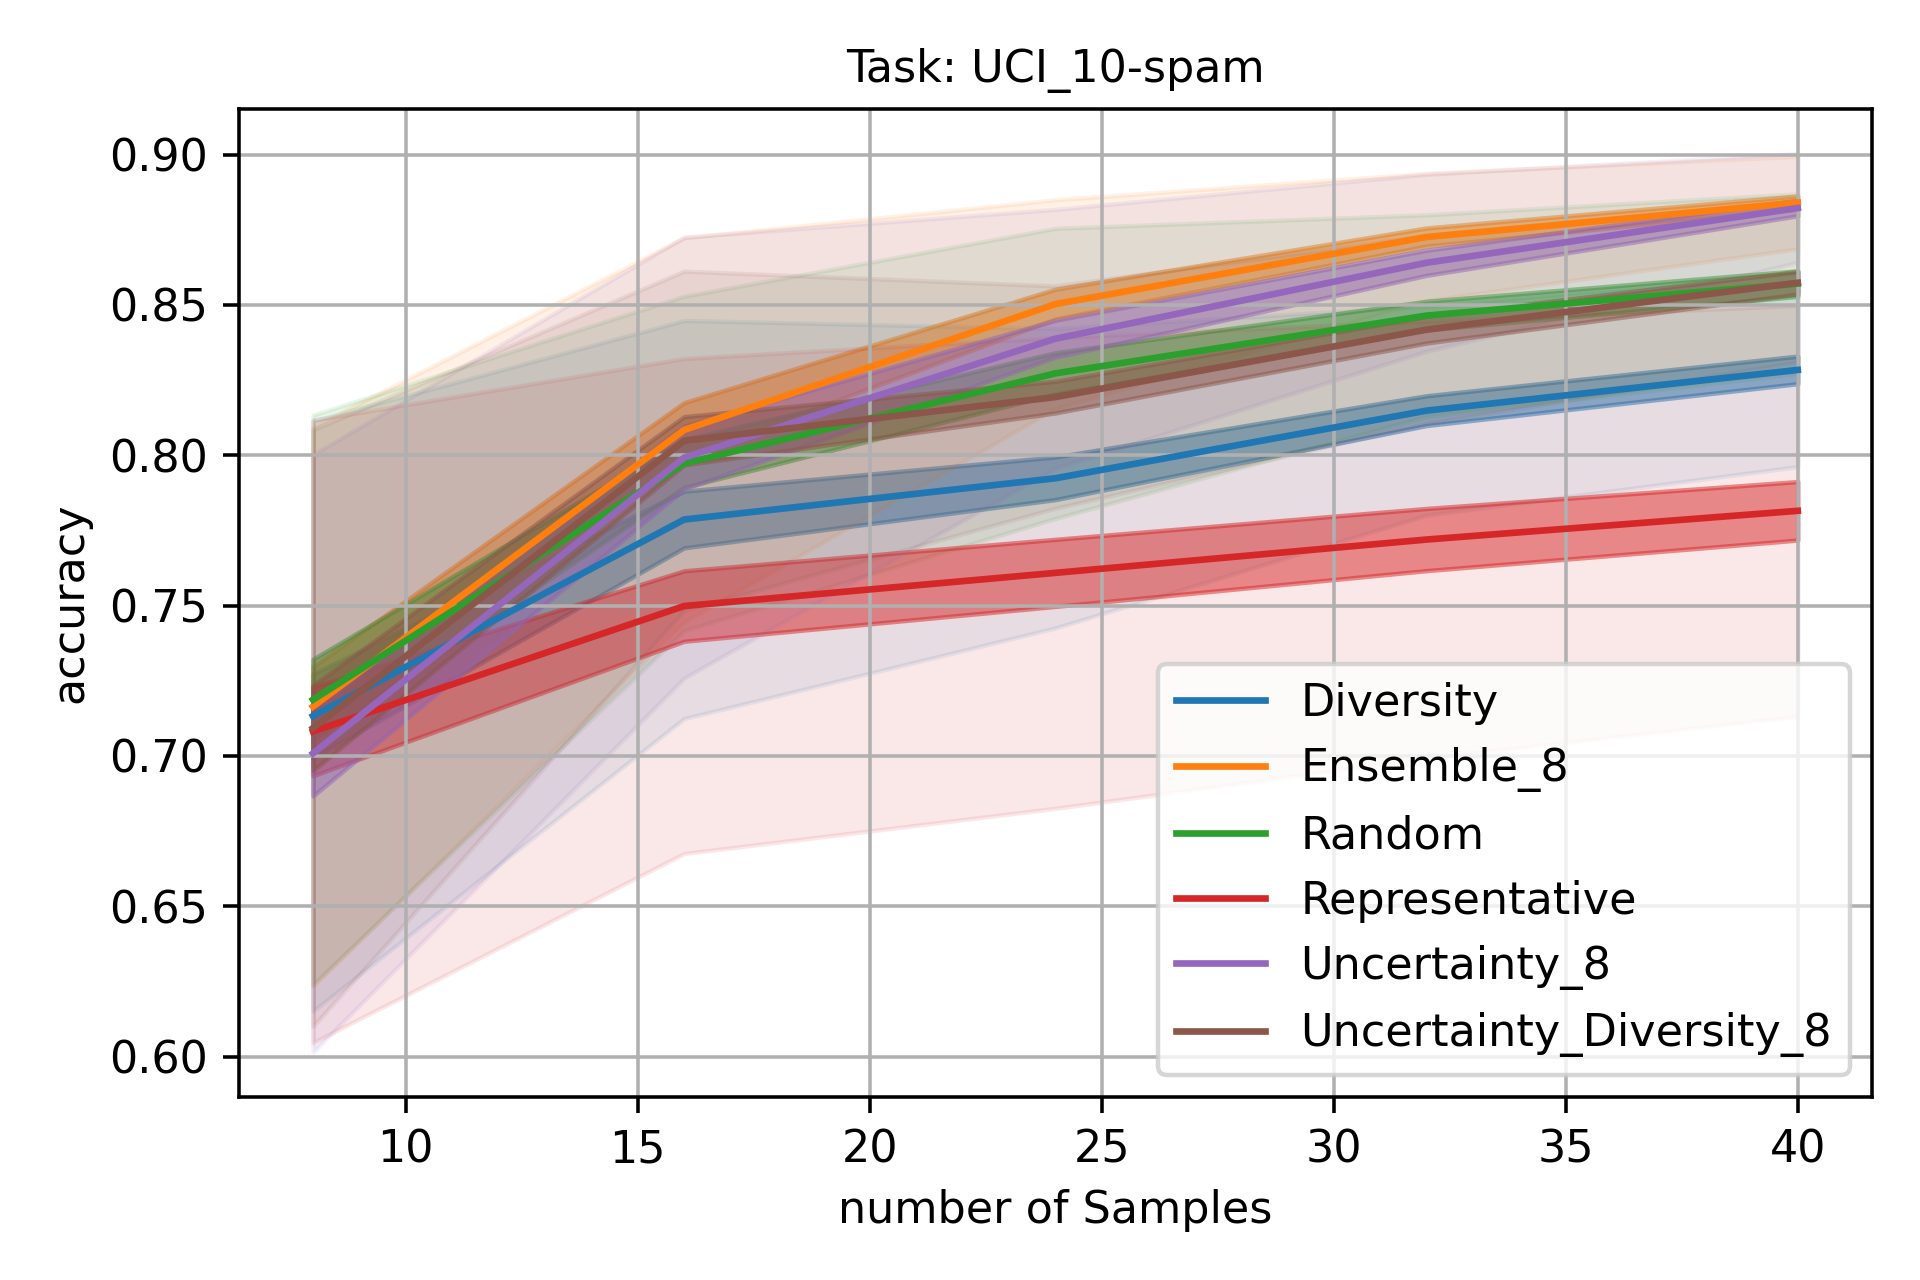 Task: UCI_10-spam
accuracy
0.90
0.85
0.80
0.75
0.70
0.65
0.60
10 15 20 25 30 35 40
number of Samples
Diversity
Ensemble_8
Random
Representative
Uncertainty_8
Uncertainty_Diversity_8